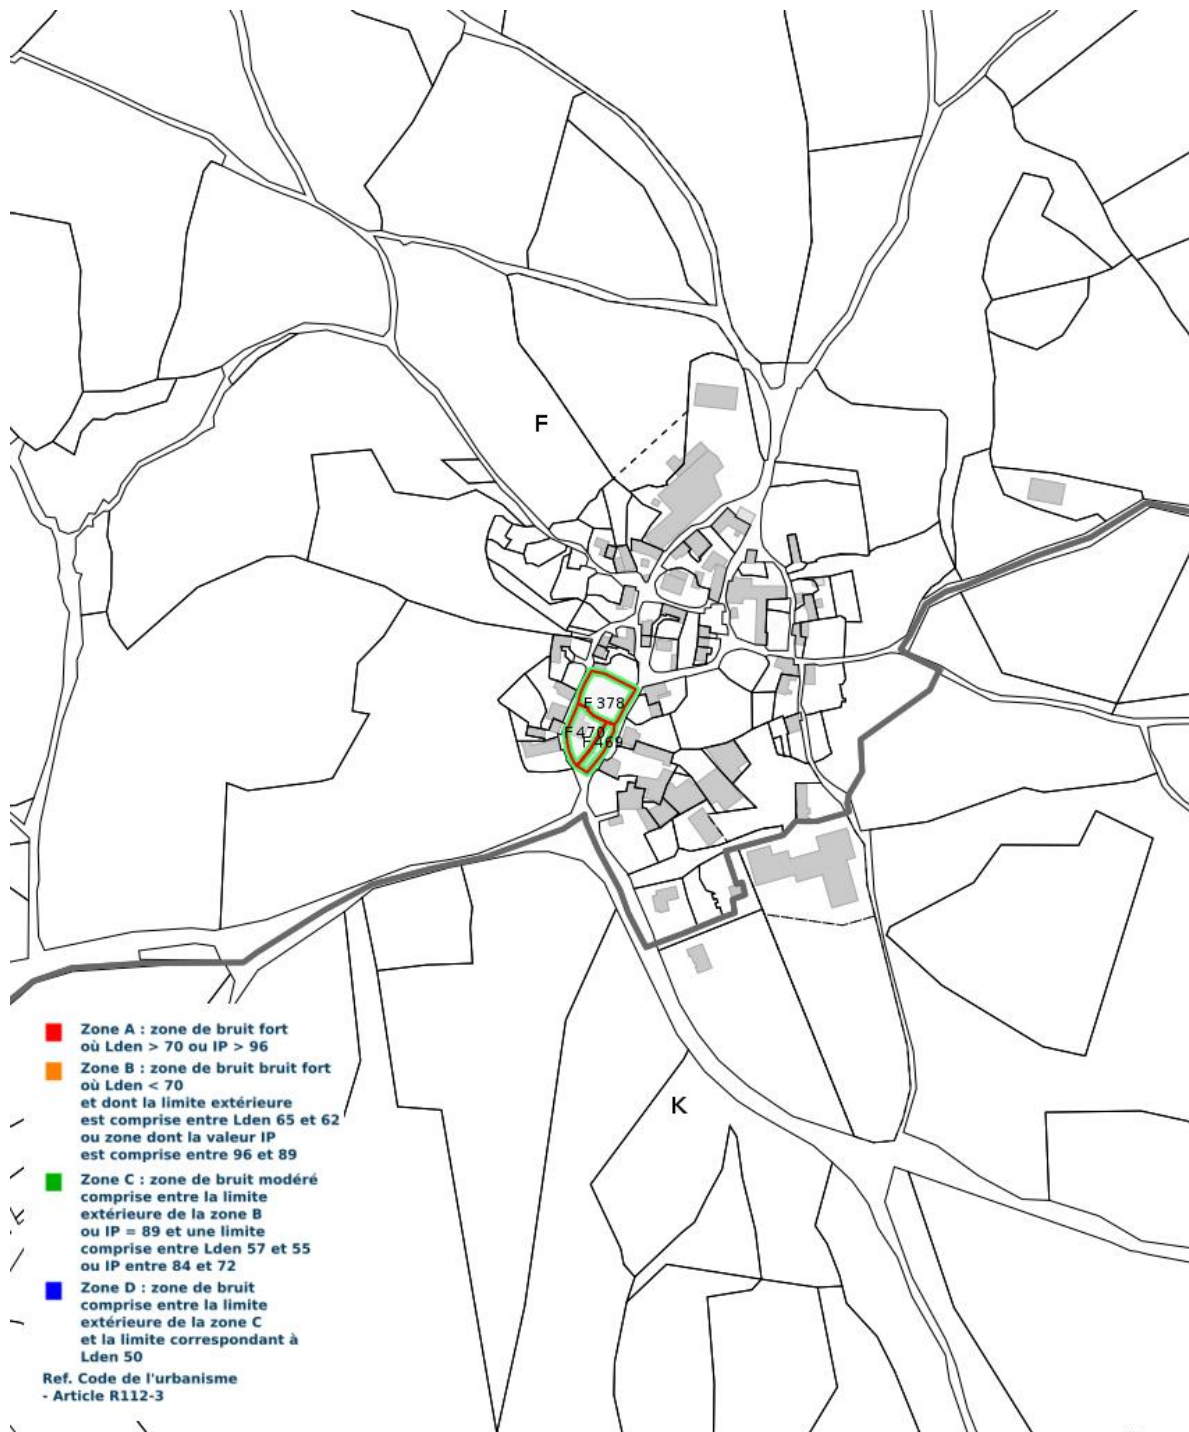 F
F 378
F 470
F 469
K
Zone A : zone de bruit fort
où Lden > 70 ou IP > 96
Zone B : zone de bruit bruit fort
où Lden < 70
et dont la limite extérieure
est comprise entre Lden 65 et 62
ou zone dont la valeur IP
est comprise entre 96 et 89
Zone C : zone de bruit modéré
comprise entre la limite
extérieure de la zone B
ou IP = 89 et une limite
comprise entre Lden 57 et 55
ou IP entre 84 et 72
Zone D : zone de bruit
comprise entre la limite
extérieure de la zone C
et la limite correspondant à
Lden 50
Ref. Code de l'urbanisme
- Article R112-3